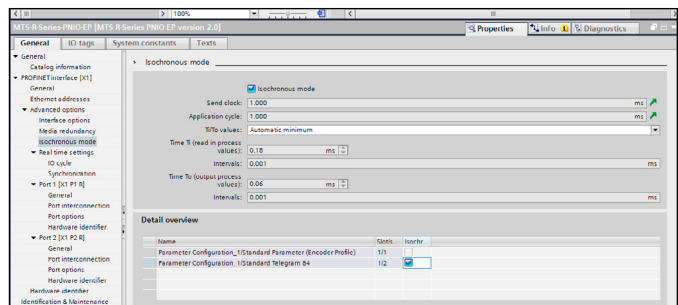 100%
MTS-R-Series-PNIO-EP [MTS R-Series PNIO EP version 2.0]
Properties Info Diagnostics
General IO tags System constants Texts
General
Catalog information
PROFINET interface [X1]
General
Ethernet addresses
Advanced options
Interface options
Media redundancy
Isochronous mode
Real time settings
IO cycle
Synchronization
Port 1 [X1 P1 R]
General
Port interconnection
Port options
Hardware identifier
Port 2 [X1 P2 R]
General
Port interconnection
Port options
Hardware identifier
Hardware identifier
Identification & Maintenance
Isochronous mode
Isochronous mode
Send clock: 1.000 ms
Application cycle: 1.000 ms
Ti/To values: Automatic minimum
Time Ti (read in process
values): 0.18 ms
Intervals: 0.001 ms
Time To (output process
values): 0.06 ms
Intervals: 0.001 ms
Detail overview
Name Slot/s... Isochr...
Parameter Configuration_1\Standard Parameter (Encoder Profile) 1/1
Parameter Configuration_1\Standard Telegram 84 1/2